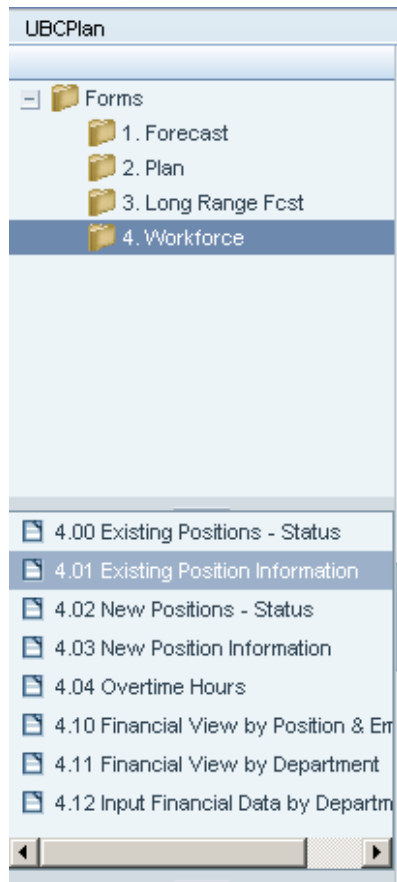 UBCPlan
Forms
1. Forecast
2. Plan
3. Long Range Fcst
4. Workforce
4.00 Existing Positions - Status
4.01 Existing Position Information
4.02 New Positions - Status
4.03 New Position Information
4.04 Overtime Hours
4.10 Financial View by Position & Em
4.11 Financial View by Department
4.12 Input Financial Data by Departm